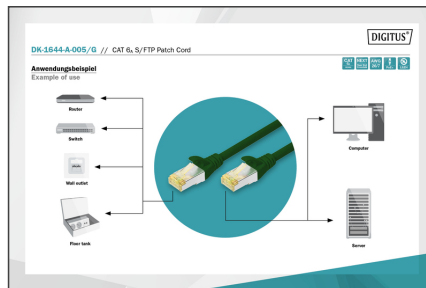 DIGITUS®
DK-1644-A-005/G // CAT 6A S/FTP Patch Cord
Anwendungsbeispiel
Example of use
Router
Switch
Wall outlet
Floor tank
Computer
Server